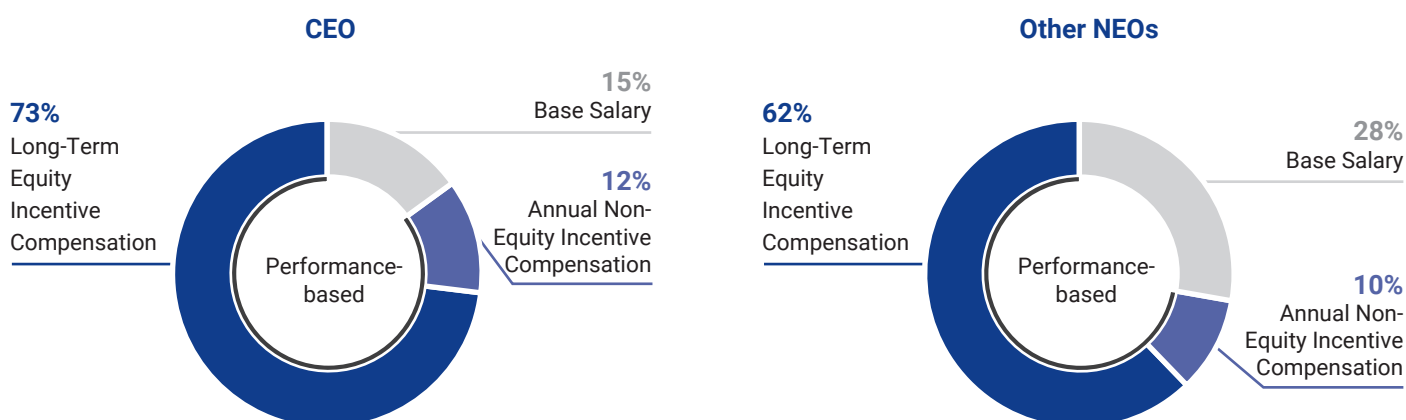 CEO
73%
Long-Term
Equity
Incentive
Compensation
15%
Base Salary
12%
Annual Non-
Equity Incentive
Compensation
Performance-
based
Other NEOs
62%
Long-Term
Equity
Incentive
Compensation
28%
Base Salary
10%
Annual Non-
Equity Incentive
Compensation
Performance-
based